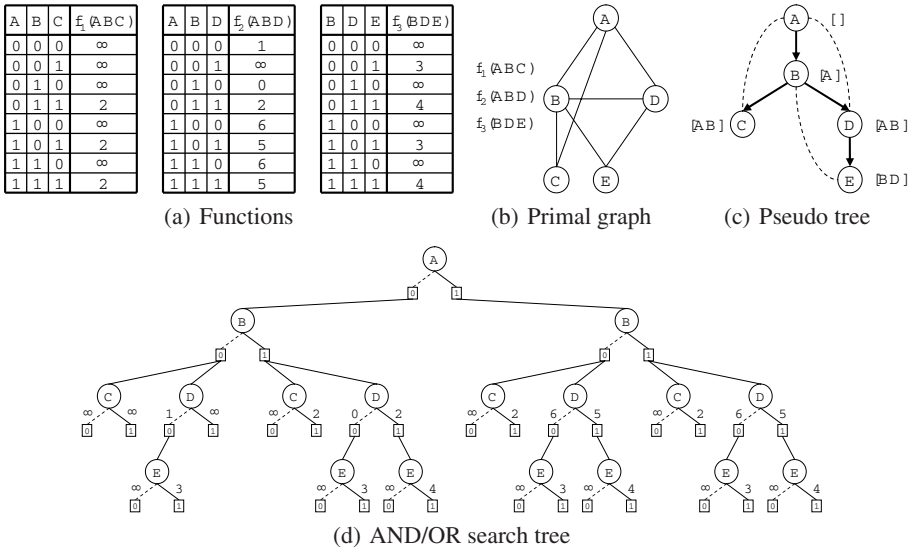 A B C f1(ABC)
0 0 0 ∞
0 0 1 ∞
0 1 0 ∞
0 1 1 2
1 0 0 ∞
1 0 1 2
1 1 0 ∞
1 1 1 2
A B D f2(ABD)
0 0 0 1
0 0 1 ∞
0 1 0 0
0 1 1 2
1 0 0 6
1 0 1 5
1 1 0 6
1 1 1 5
B D E f3(BDE)
0 0 0 ∞
0 0 1 3
0 1 0 ∞
0 1 1 4
1 0 0 ∞
1 0 1 3
1 1 0 ∞
1 1 1 4
(a) Functions
f1(ABC)
f2(ABD)
f3(BDE)
A
B D
C E
(b) Primal graph
A []
B [A]
[AB] C D [AB]
E [BD]
(c) Pseudo tree
A
0 1
B B
0 1 0 1
C D C D C D C D
∞ ∞ 1 ∞ ∞ 2 0 2 ∞ 2 6 5 ∞ 2 6 5
0 1 0 1 0 1 0 1 0 1 0 1 0 1 0 1
E E E E E E E
∞ 3 ∞ 3 ∞ 4 ∞ 3 ∞ 4 ∞ 3 ∞ 4
0 1 0 1 0 1 0 1 0 1 0 1 0 1
(d) AND/OR search tree